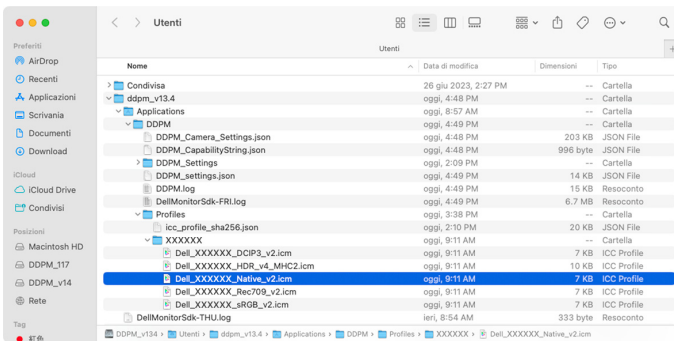 Utenti
Preferiti
AirDrop
Recenti
Applicazioni
Scrivania
Documenti
Download
iCloud
iCloud Drive
Condivisi
Posizioni
Macintosh HD
DDPM_117
DDPM_v14
Rete
Tag
紅色
Utenti
Nome Data di modifica Dimensioni Tipo
Condivisa 26 giu 2023, 2:27 PM -- Cartella
ddpm_v13.4 oggi, 4:48 PM -- Cartella
Applications oggi, 8:57 AM -- Cartella
DDPM oggi, 4:49 PM -- Cartella
DDPM_Camera_Settings.json oggi, 4:48 PM 203 KB JSON File
DDPM_CapabilityString.json oggi, 4:48 PM 996 byte JSON File
DDPM_Settings oggi, 2:09 PM -- Cartella
DDPM_settings.json oggi, 4:49 PM 14 KB JSON File
DDPM.log oggi, 4:49 PM 15 KB Resoconto
DellMonitorSdk-FRI.log oggi, 4:49 PM 6.7 MB Resoconto
Profiles oggi, 3:38 PM -- Cartella
icc_profile_sha256.json oggi, 2:10 PM 20 KB JSON File
XXXXXX oggi, 9:11 AM -- Cartella
Dell_XXXXXX_DCIP3_v2.icm oggi, 9:11 AM 7 KB ICC Profile
Dell_XXXXXX_HDR_v4_MHC2.icm oggi, 9:11 AM 10 KB ICC Profile
Dell_XXXXXX_Native_v2.icm oggi, 9:11 AM 7 KB ICC Profile
Dell_XXXXXX_Rec709_v2.icm oggi, 9:11 AM 7 KB ICC Profile
Dell_XXXXXX_sRGB_v2.icm oggi, 9:11 AM 7 KB ICC Profile
DellMonitorSdk-THU.log ieri, 8:54 AM 333 byte Resoconto
DDPM_v134 › Utenti › ddpm_v13.4 › Applications › DDPM › Profiles › XXXXXX › Dell_XXXXXX_Native_v2.icm